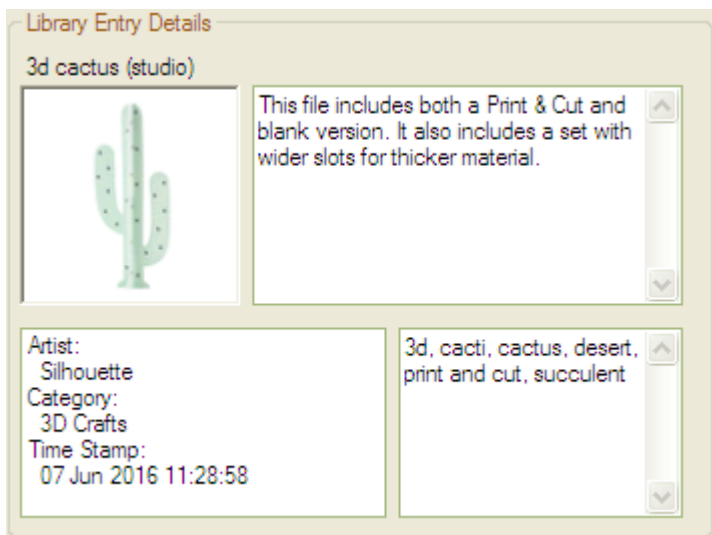 Library Entry Details
3d cactus (studio)
This file includes both a Print & Cut and
blank version. It also includes a set with
wider slots for thicker material.
Artist:
Silhouette
Category:
3D Crafts
Time Stamp:
07 Jun 2016 11:28:58
3d, cacti, cactus, desert,
print and cut, succulent